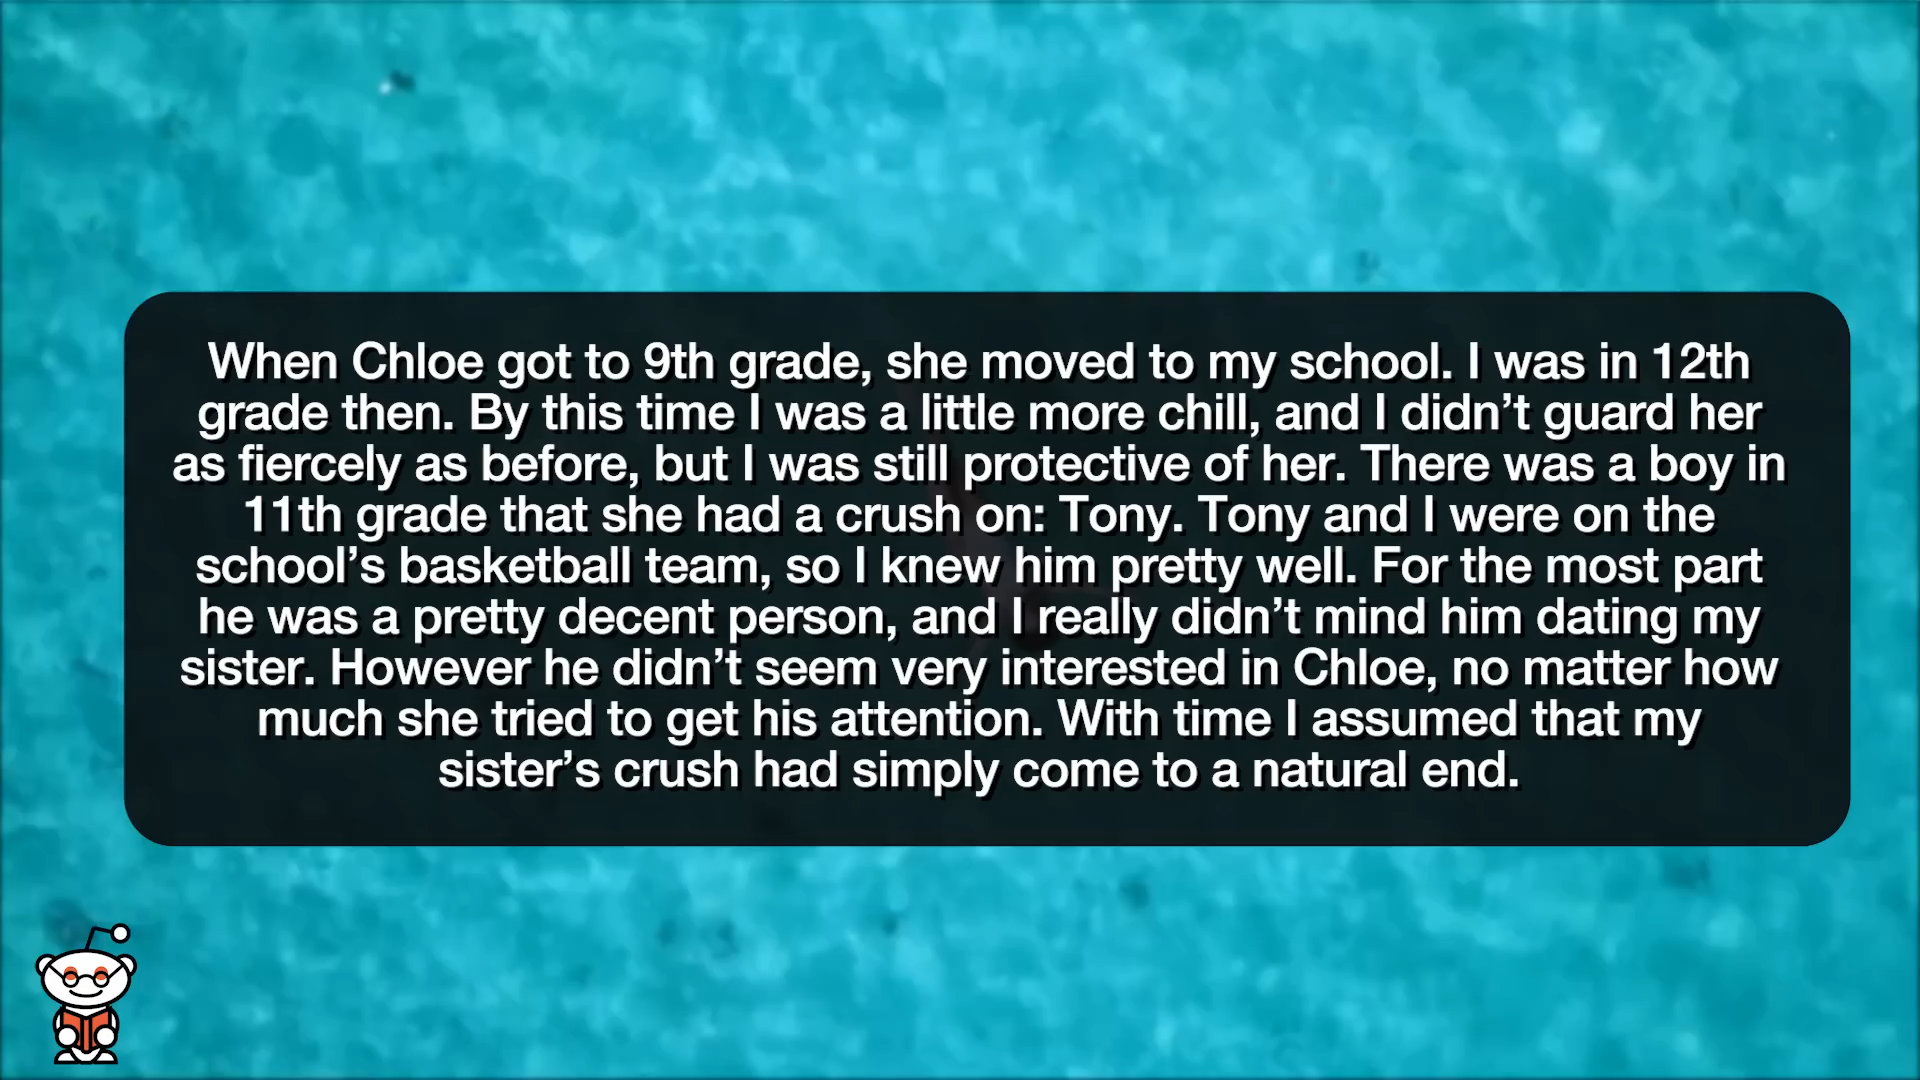 When Chloe got to 9th grade, she moved to my school. I was in 12th
grade then. By this time I was a little more chill, and I didn’t guard her
as fiercely as before, but I was still protective of her. There was a boy in
11th grade that she had a crush on: Tony. Tony and I were on the
school’s basketball team, so I knew him pretty well. For the most part
he was a pretty decent person, and I really didn’t mind him dating my
sister. However he didn’t seem very interested in Chloe, no matter how
much she tried to get his attention. With time I assumed that my
sister’s crush had simply come to a natural end.